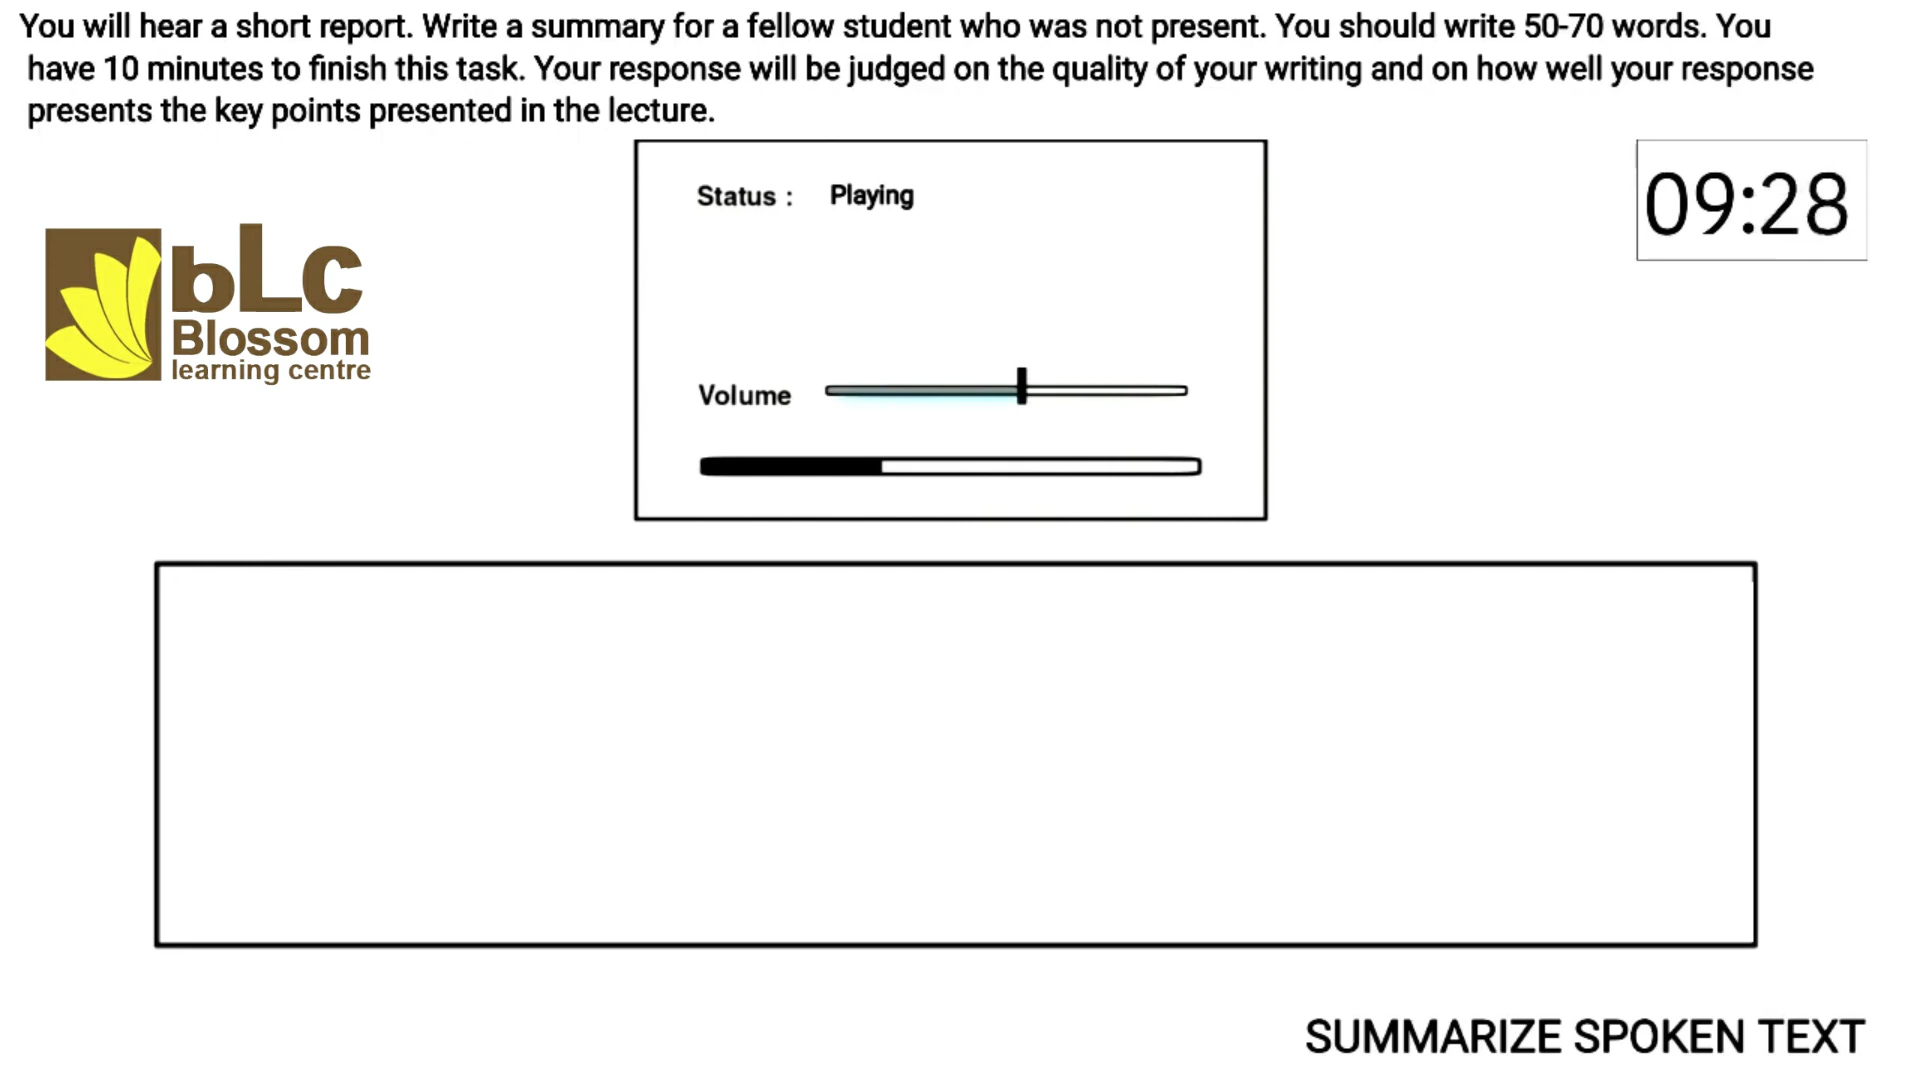 You will hear a short report. Write a summary for a fellow student who was not present. You should write 50-70 words. You
have 10 minutes to finish this task. Your response will be judged on the quality of your writing and on how well your response
presents the key points presented in the lecture.
Status : Playing
09:28
bLc
Blossom
learning centre
Volume
SUMMARIZE SPOKEN TEXT